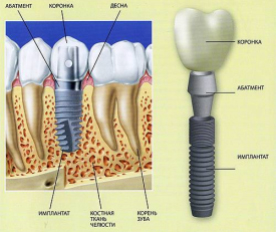 АБАТМЕНТ КОРОНКА ДЕСНА
ИМПЛАНТАТ
КОСТНАЯ
ТКАНЬ
ЧЕЛЮСТИ
КОРЕНЬ
ЗУБА
КОРОНКА
АБАТМЕНТ
ИМПЛАНТАТ